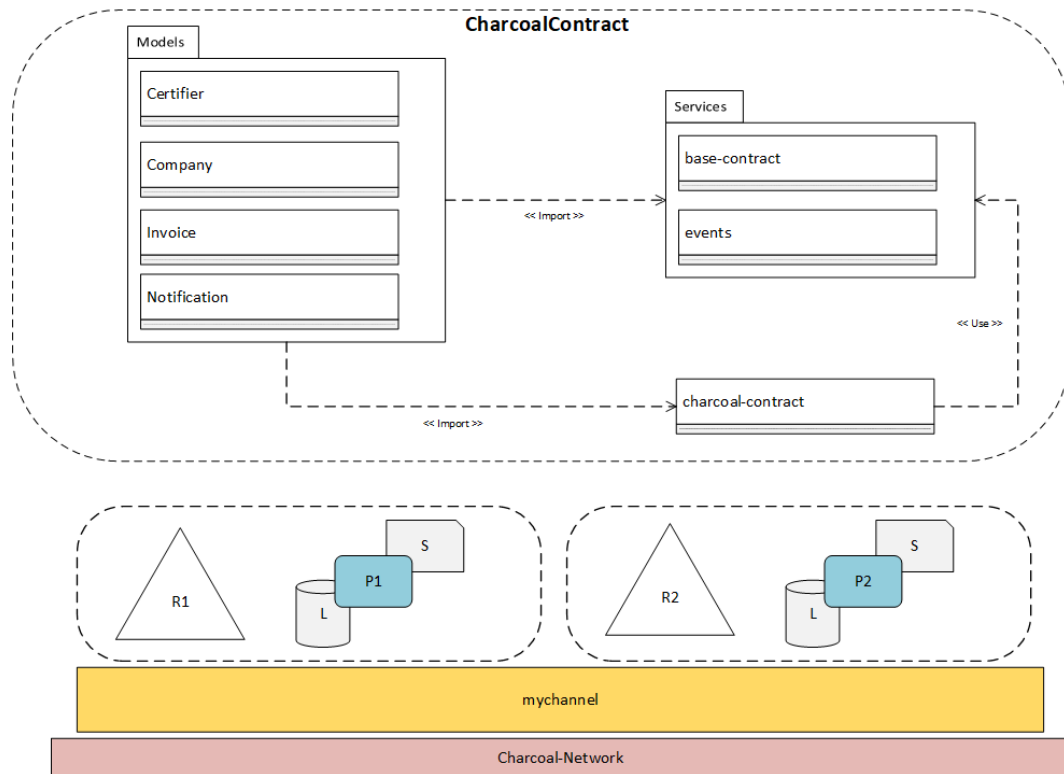 CharcoalContract
Models
Certifier
Company
Invoice
Notification
<< Import >>
Services
base-contract
events
<< Use >>
charcoal-contract
<< Import >>
R1
L
P1
S
R2
L
P2
S
mychannel
Charcoal-Network